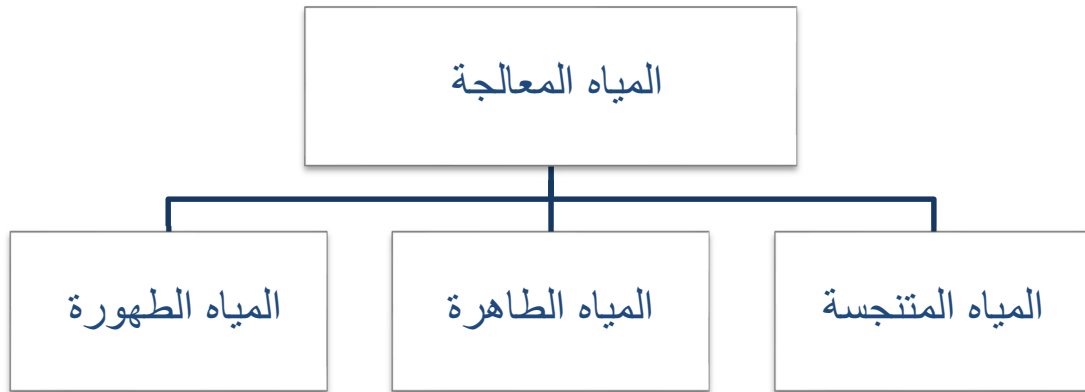 المياه المعالجة
المياه المتنجسة
المياه الطاهرة
المياه الطهورة